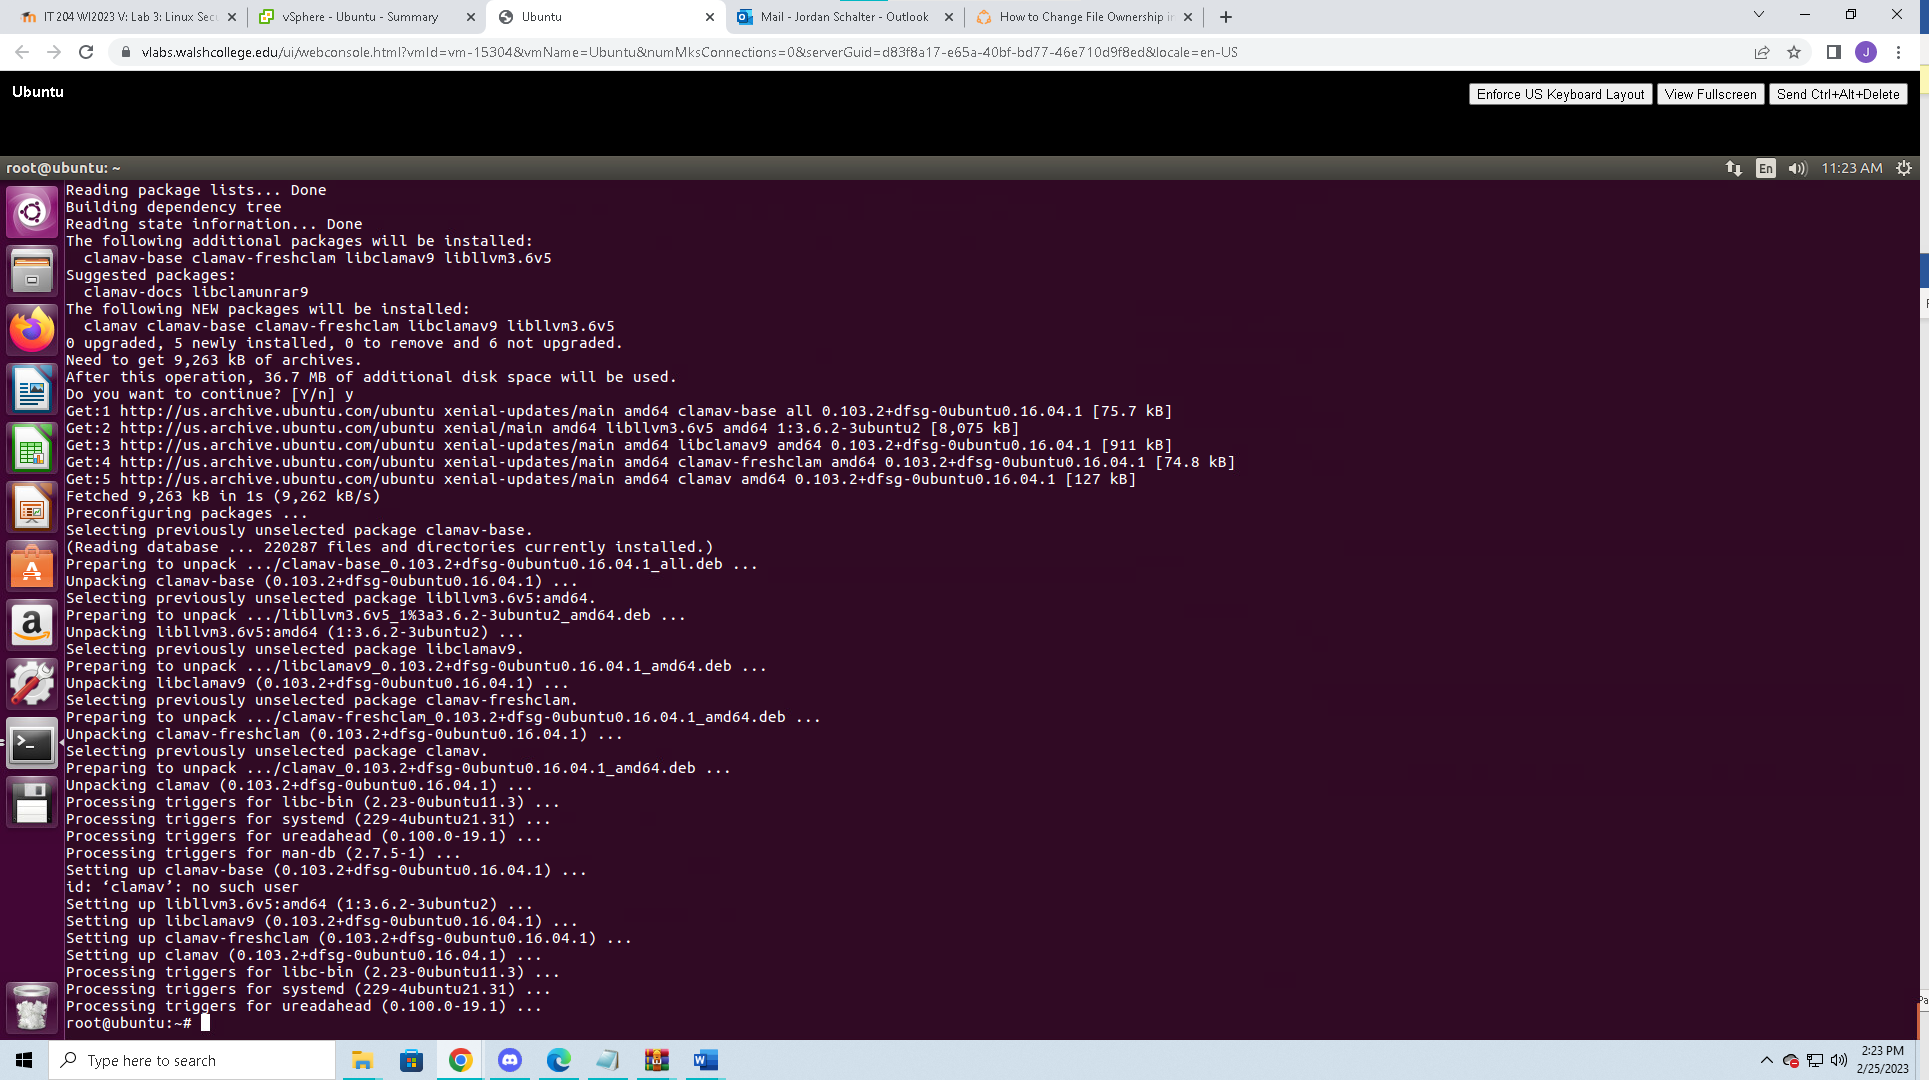 IT 204 WI2023 V: Lab 3: Linux Secu
vSphere - Ubuntu - Summary
Ubuntu
Mail - Jordan Schalter - Outlook
How to Change File Ownership in
vlabs.walshcollege.edu/ui/webconsole.html?vmId=vm-15304&vmName=Ubuntu&numMksConnections=0&serverGuid=d83f8a17-e65a-40bf-bd77-46e710d9f8ed&locale=en-US
J
Ubuntu
Enforce US Keyboard Layout
View Fullscreen
Send Ctrl+Alt+Delete
root@ubuntu: ~
En
11:23 AM
Reading package lists... Done
Building dependency tree
Reading state information... Done
The following additional packages will be installed:
clamav-base clamav-freshclam libclamav9 libllvm3.6v5
Suggested packages:
clamav-docs libclamunrar9
The following NEW packages will be installed:
clamav clamav-base clamav-freshclam libclamav9 libllvm3.6v5
0 upgraded, 5 newly installed, 0 to remove and 6 not upgraded.
Need to get 9,263 kB of archives.
After this operation, 36.7 MB of additional disk space will be used.
Do you want to continue? [Y/n] y
Get:1 http://us.archive.ubuntu.com/ubuntu xenial-updates/main amd64 clamav-base all 0.103.2+dfsg-0ubuntu0.16.04.1 [75.7 kB]
Get:2 http://us.archive.ubuntu.com/ubuntu xenial/main amd64 libllvm3.6v5 amd64 1:3.6.2-3ubuntu2 [8,075 kB]
Get:3 http://us.archive.ubuntu.com/ubuntu xenial-updates/main amd64 libclamav9 amd64 0.103.2+dfsg-0ubuntu0.16.04.1 [911 kB]
Get:4 http://us.archive.ubuntu.com/ubuntu xenial-updates/main amd64 clamav-freshclam amd64 0.103.2+dfsg-0ubuntu0.16.04.1 [74.8 kB]
Get:5 http://us.archive.ubuntu.com/ubuntu xenial-updates/main amd64 clamav amd64 0.103.2+dfsg-0ubuntu0.16.04.1 [127 kB]
Fetched 9,263 kB in 1s (9,262 kB/s)
Preconfiguring packages ...
Selecting previously unselected package clamav-base.
(Reading database ... 220287 files and directories currently installed.)
Preparing to unpack .../clamav-base_0.103.2+dfsg-0ubuntu0.16.04.1_all.deb ...
Unpacking clamav-base (0.103.2+dfsg-0ubuntu0.16.04.1) ...
Selecting previously unselected package libllvm3.6v5:amd64.
Preparing to unpack .../libllvm3.6v5_1%3a3.6.2-3ubuntu2_amd64.deb ...
Unpacking libllvm3.6v5:amd64 (1:3.6.2-3ubuntu2) ...
Selecting previously unselected package libclamav9.
Preparing to unpack .../libclamav9_0.103.2+dfsg-0ubuntu0.16.04.1_amd64.deb ...
Unpacking libclamav9 (0.103.2+dfsg-0ubuntu0.16.04.1) ...
Selecting previously unselected package clamav-freshclam.
Preparing to unpack .../clamav-freshclam_0.103.2+dfsg-0ubuntu0.16.04.1_amd64.deb ...
Unpacking clamav-freshclam (0.103.2+dfsg-0ubuntu0.16.04.1) ...
Selecting previously unselected package clamav.
Preparing to unpack .../clamav_0.103.2+dfsg-0ubuntu0.16.04.1_amd64.deb ...
Unpacking clamav (0.103.2+dfsg-0ubuntu0.16.04.1) ...
Processing triggers for libc-bin (2.23-0ubuntu11.3) ...
Processing triggers for systemd (229-4ubuntu21.31) ...
Processing triggers for ureadahead (0.100.0-19.1) ...
Processing triggers for man-db (2.7.5-1) ...
Setting up clamav-base (0.103.2+dfsg-0ubuntu0.16.04.1) ...
id: ‘clamav’: no such user
Setting up libllvm3.6v5:amd64 (1:3.6.2-3ubuntu2) ...
Setting up libclamav9 (0.103.2+dfsg-0ubuntu0.16.04.1) ...
Setting up clamav-freshclam (0.103.2+dfsg-0ubuntu0.16.04.1) ...
Setting up clamav (0.103.2+dfsg-0ubuntu0.16.04.1) ...
Processing triggers for libc-bin (2.23-0ubuntu11.3) ...
Processing triggers for systemd (229-4ubuntu21.31) ...
Processing triggers for ureadahead (0.100.0-19.1) ...
root@ubuntu:~#
Type here to search
2:23 PM
2/25/2023